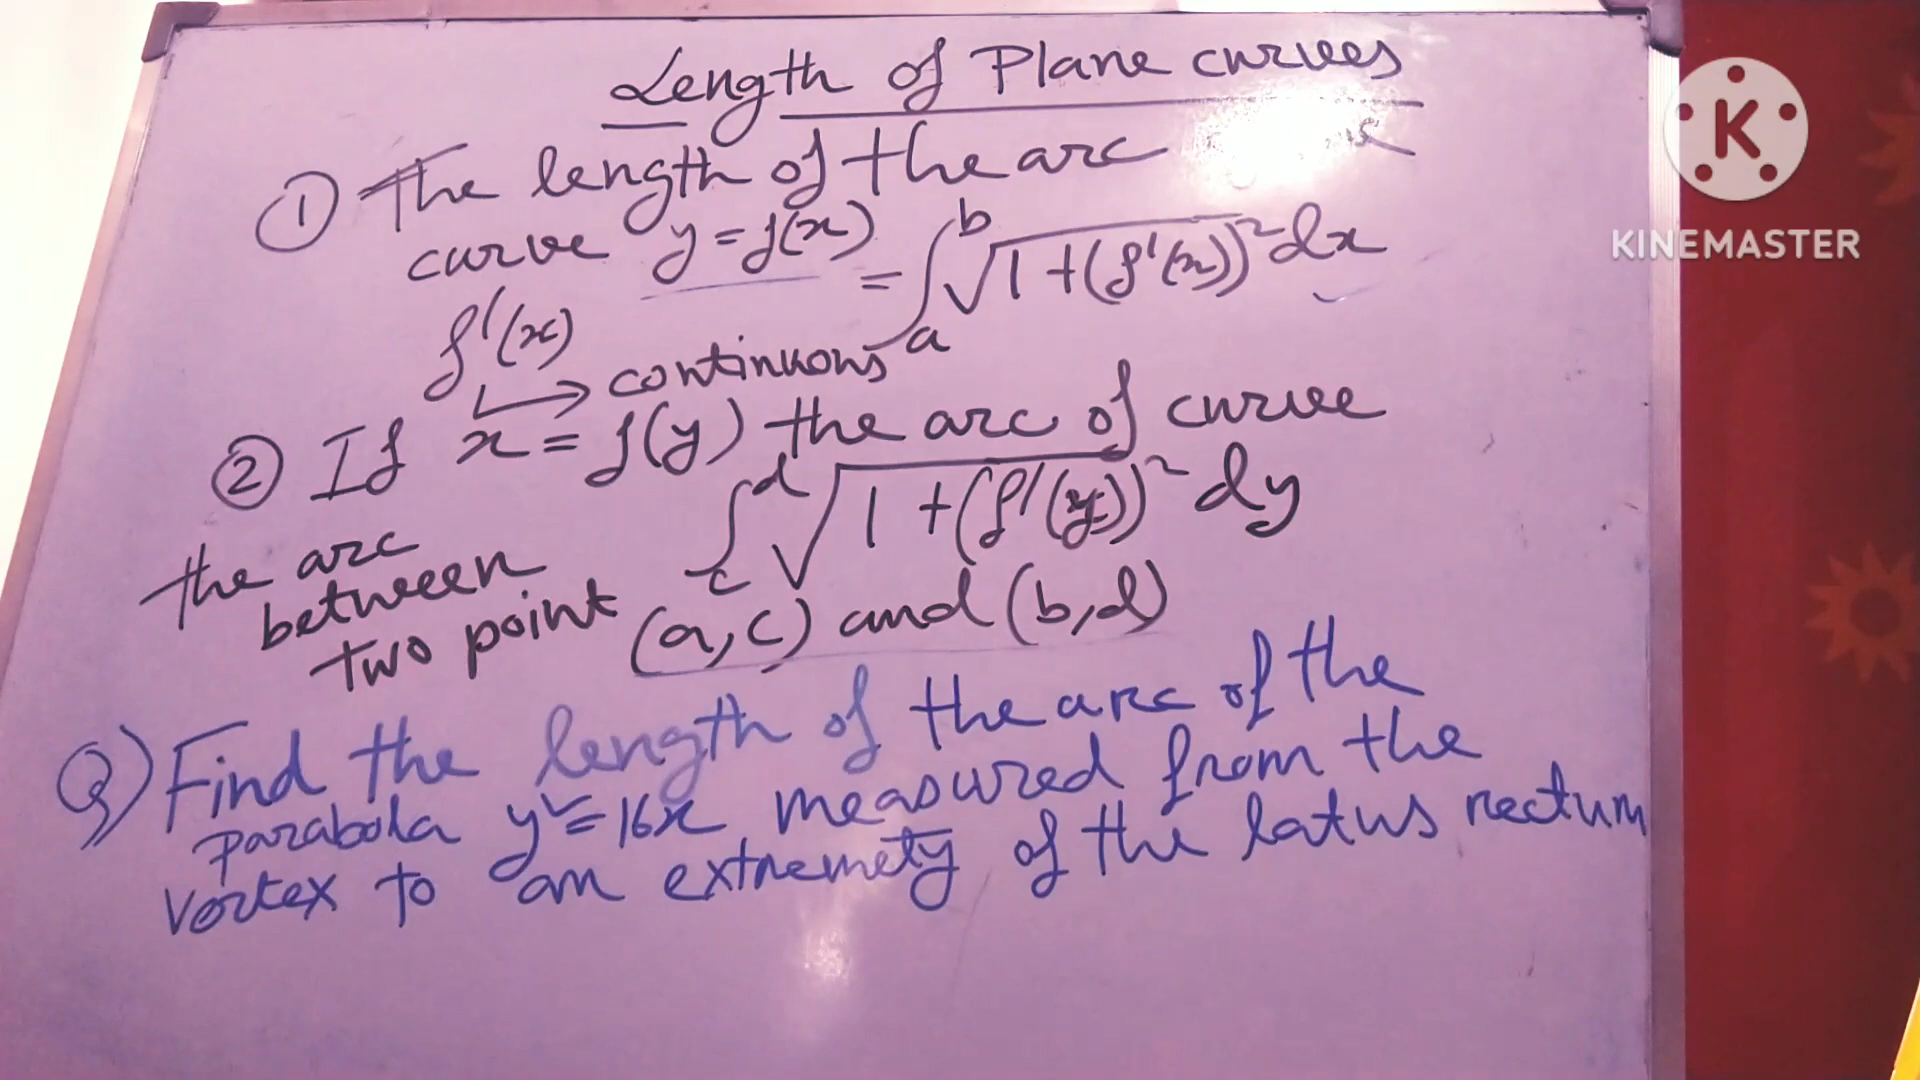 Length of Plane curves
① The length of the arc
curve y = f(x) = ∫ₐᵇ √(1 + (f'(x))² dx
f'(x)
↳ continuous
② If x = f(y) the arc of curve
∫_c^d √(1 + (f'(y))² dy
the arc
between
two point (a, c) and (b, d)
Q) Find the length of the arc of the
parabola y² = 16x, measured from the
vortex to an extremety of the latus rectum
K
KINEMASTER